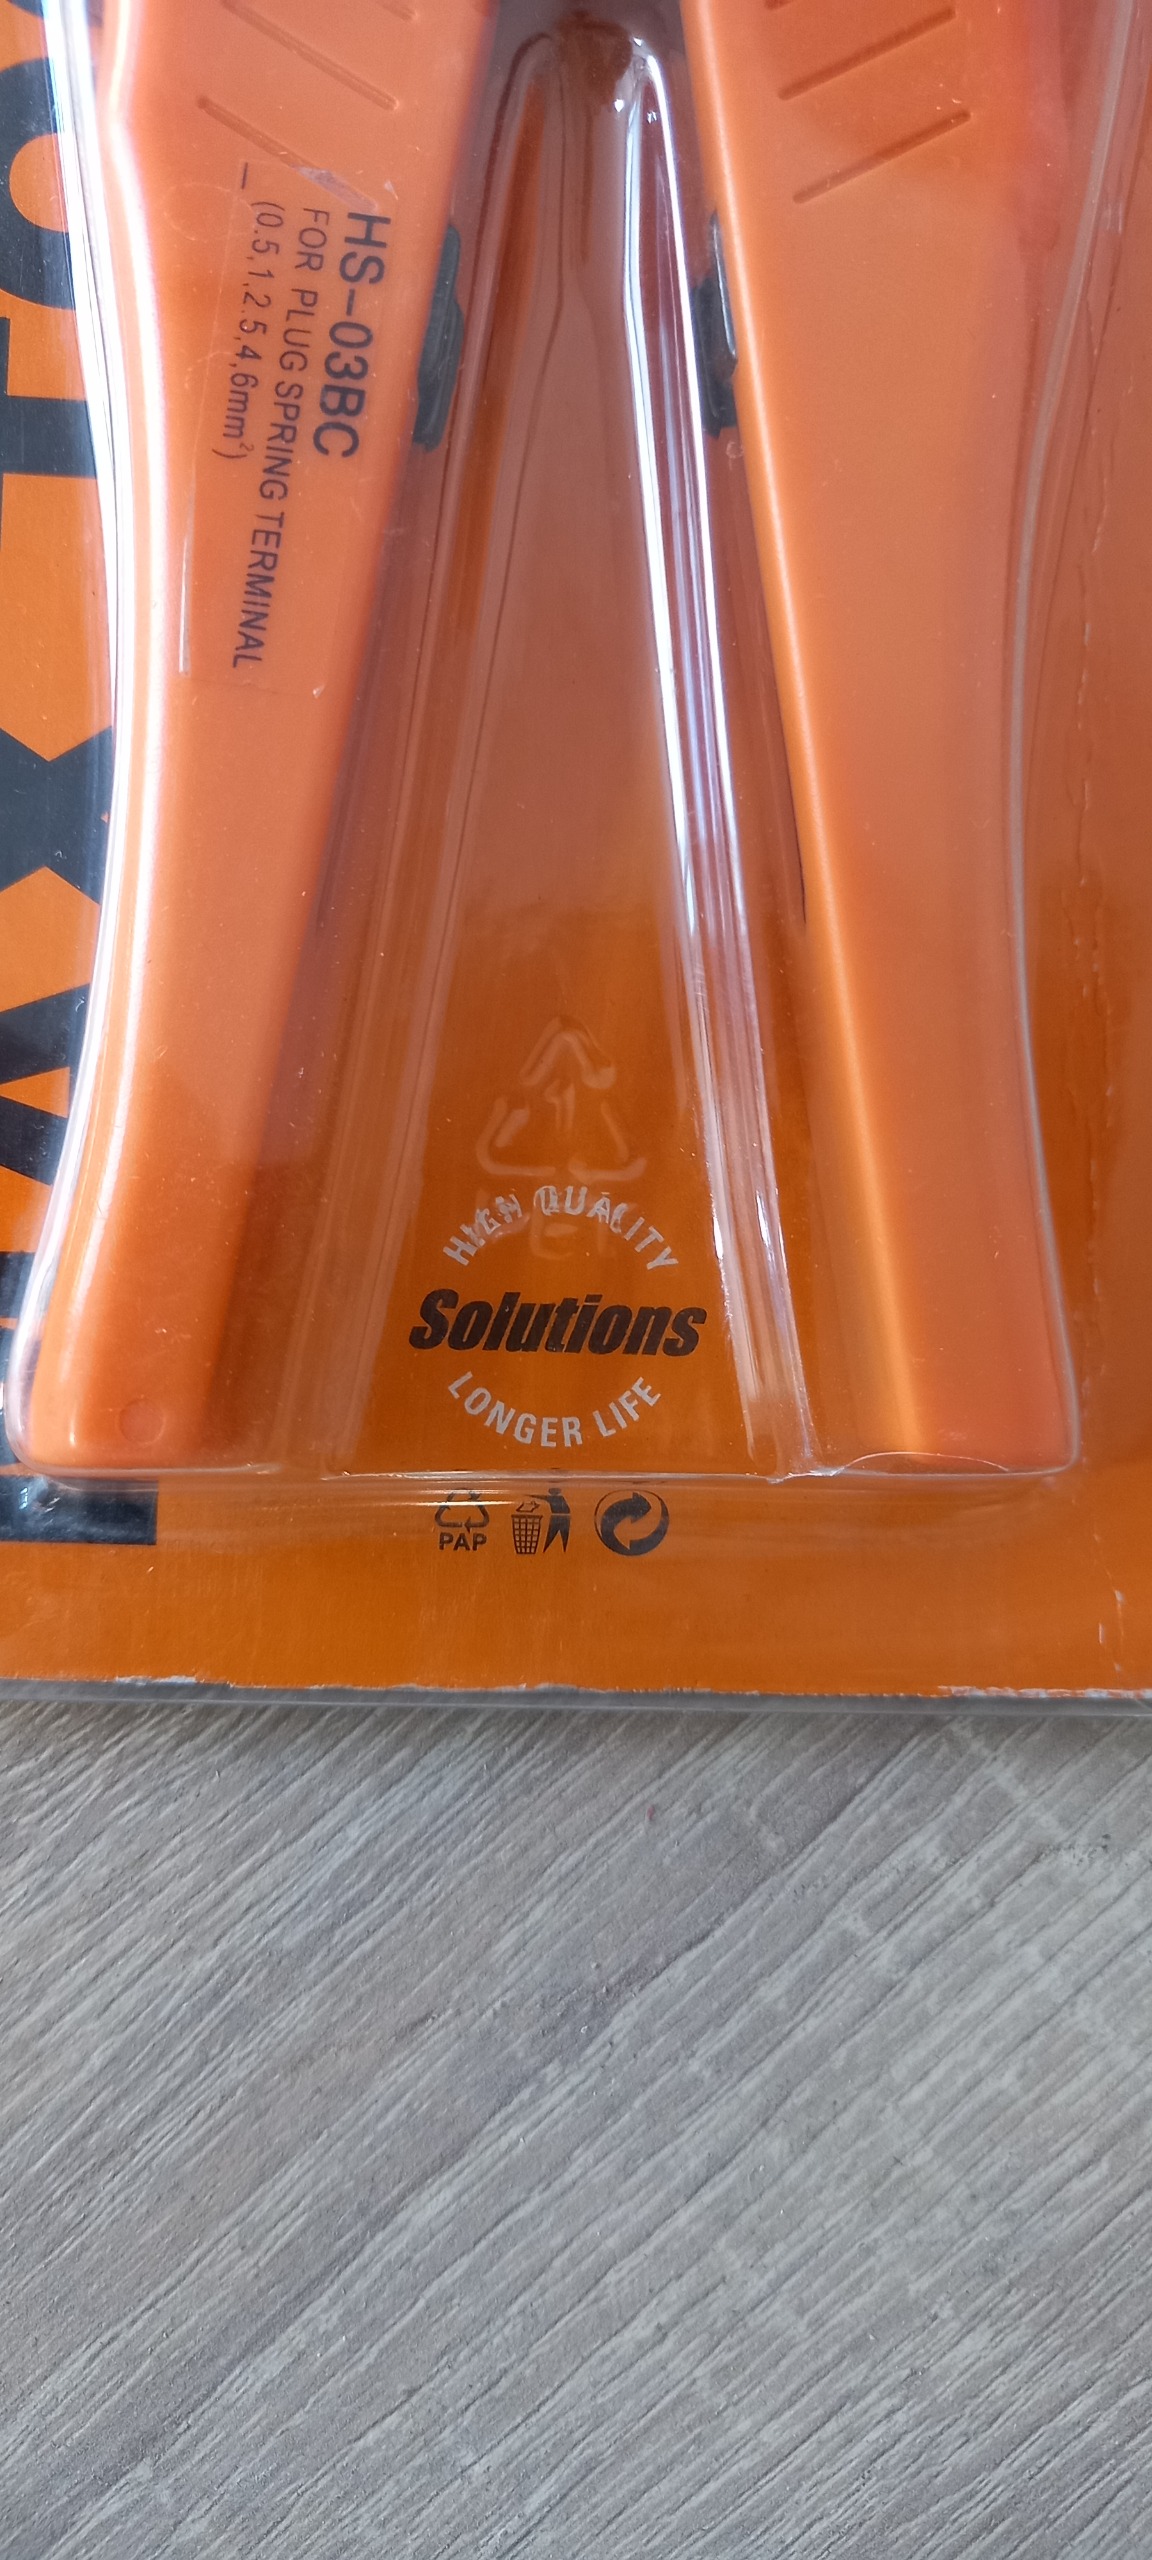 HS-03BC
FOR PLUG SPRING TERMINAL
(0.5,1,2.5,4,6mm²)
1
HIGH QUALITY
Solutions
LONGER LIFE
PAP